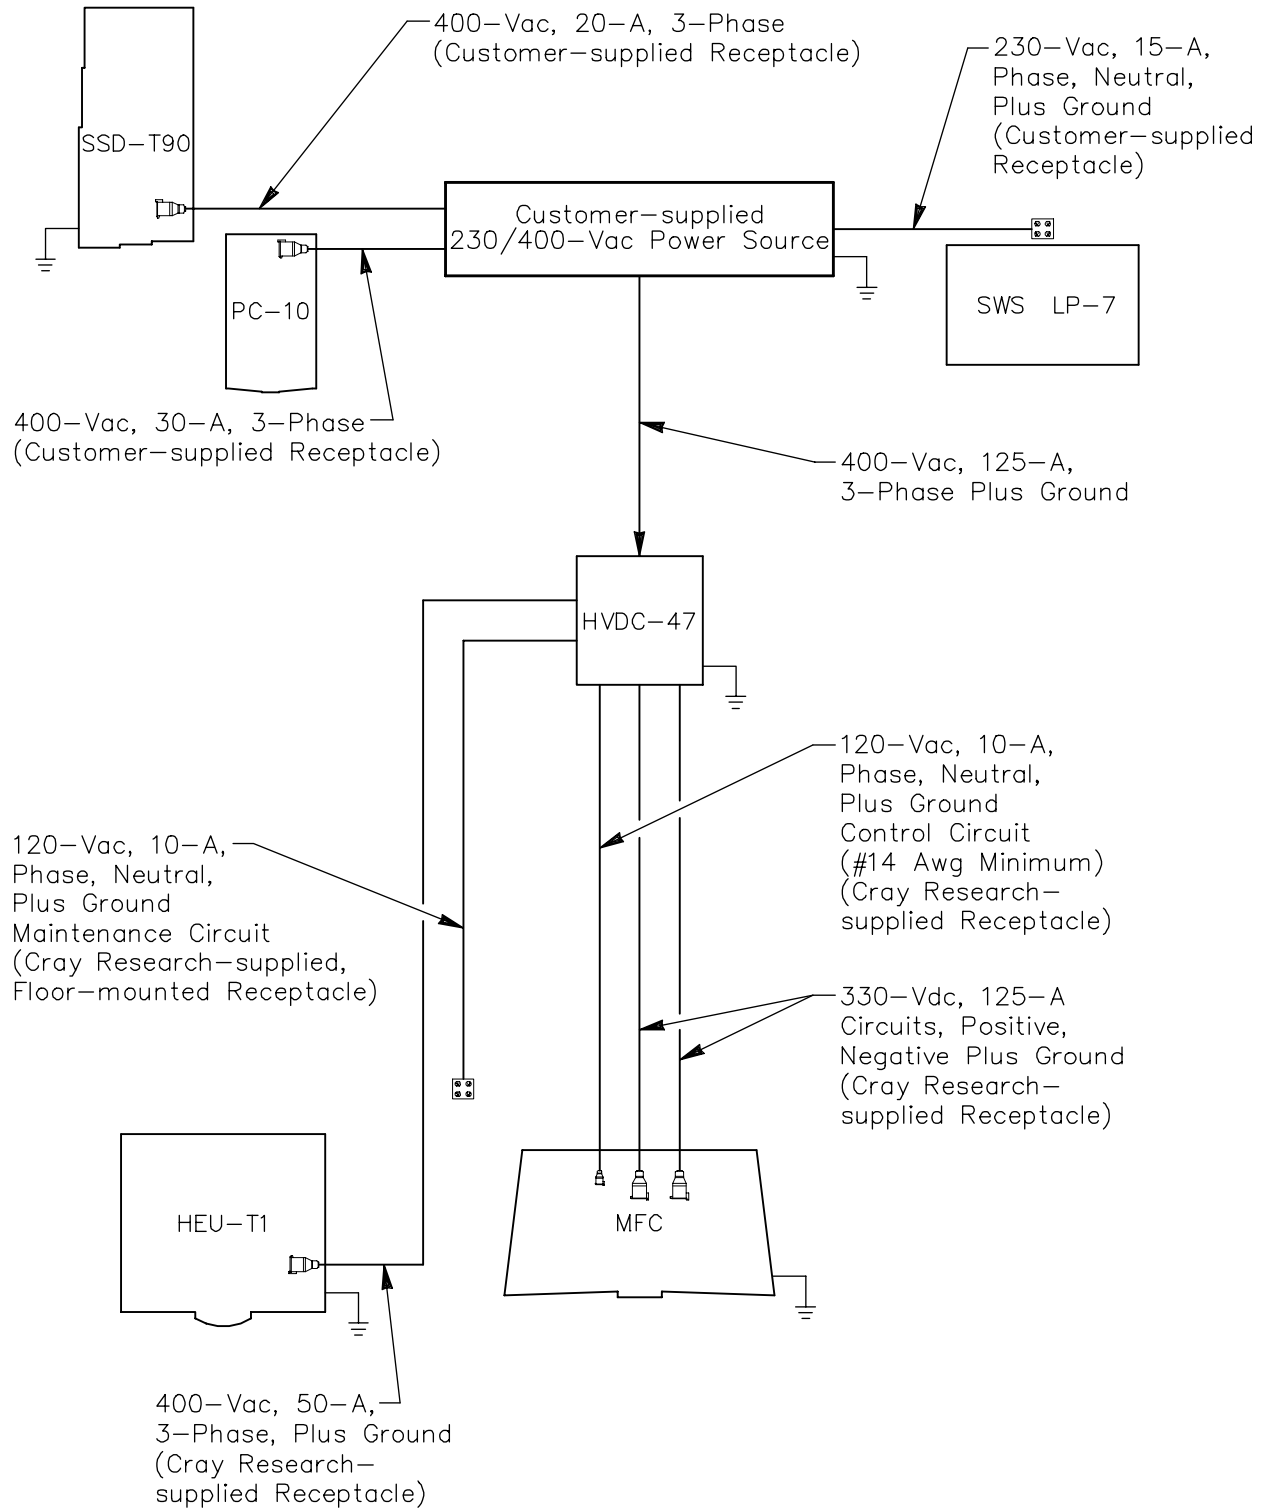 400-Vac, 20-A, 3-Phase
(Customer-supplied Receptacle)
230-Vac, 15-A,
Phase, Neutral,
Plus Ground
(Customer-supplied
Receptacle)
SSD-T90
Customer-supplied
230/400-Vac Power Source
PC-10
SWS LP-7
400-Vac, 30-A, 3-Phase
(Customer-supplied Receptacle)
400-Vac, 125-A,
3-Phase Plus Ground
HVDC-47
120-Vac, 10-A,
Phase, Neutral,
Plus Ground
Control Circuit
(#14 Awg Minimum)
(Cray Research-
supplied Receptacle)
120-Vac, 10-A,
Phase, Neutral,
Plus Ground
Maintenance Circuit
(Cray Research-supplied,
Floor-mounted Receptacle)
330-Vdc, 125-A
Circuits, Positive,
Negative Plus Ground
(Cray Research-
supplied Receptacle)
HEU-T1
MFC
400-Vac, 50-A,
3-Phase, Plus Ground
(Cray Research-
supplied Receptacle)